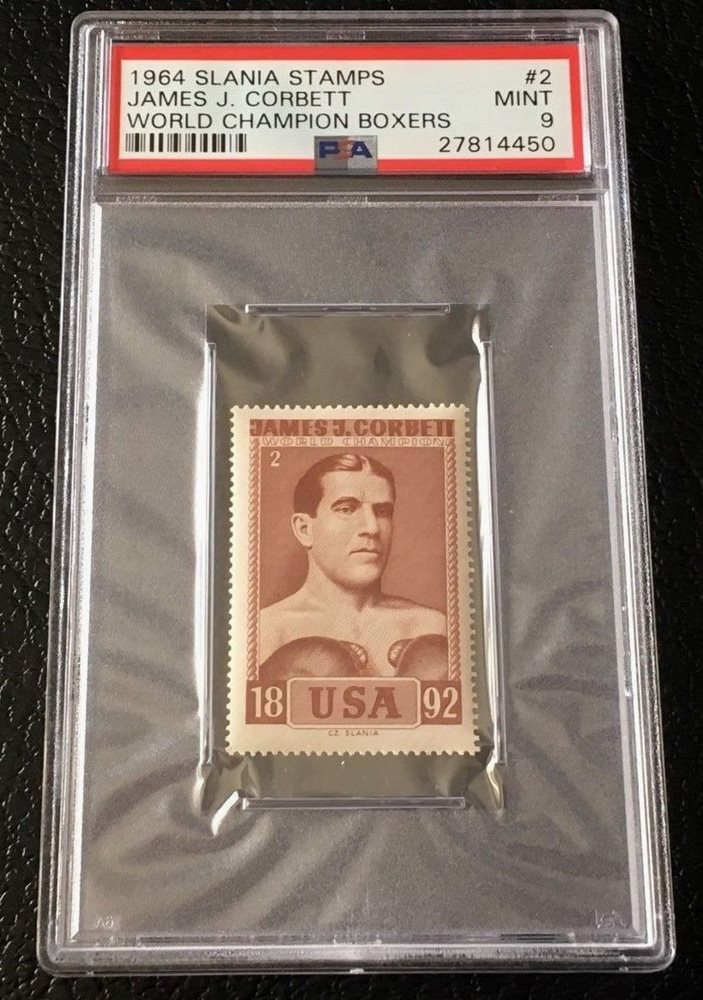 1964 SLANIA STAMPS #2
JAMES J. CORBETT MINT
WORLD CHAMPION BOXERS 9
PSA 27814450
JAMES J. CORBETT
WORLD CHAMPION
2
18 USA 92
CZ. SLANIA